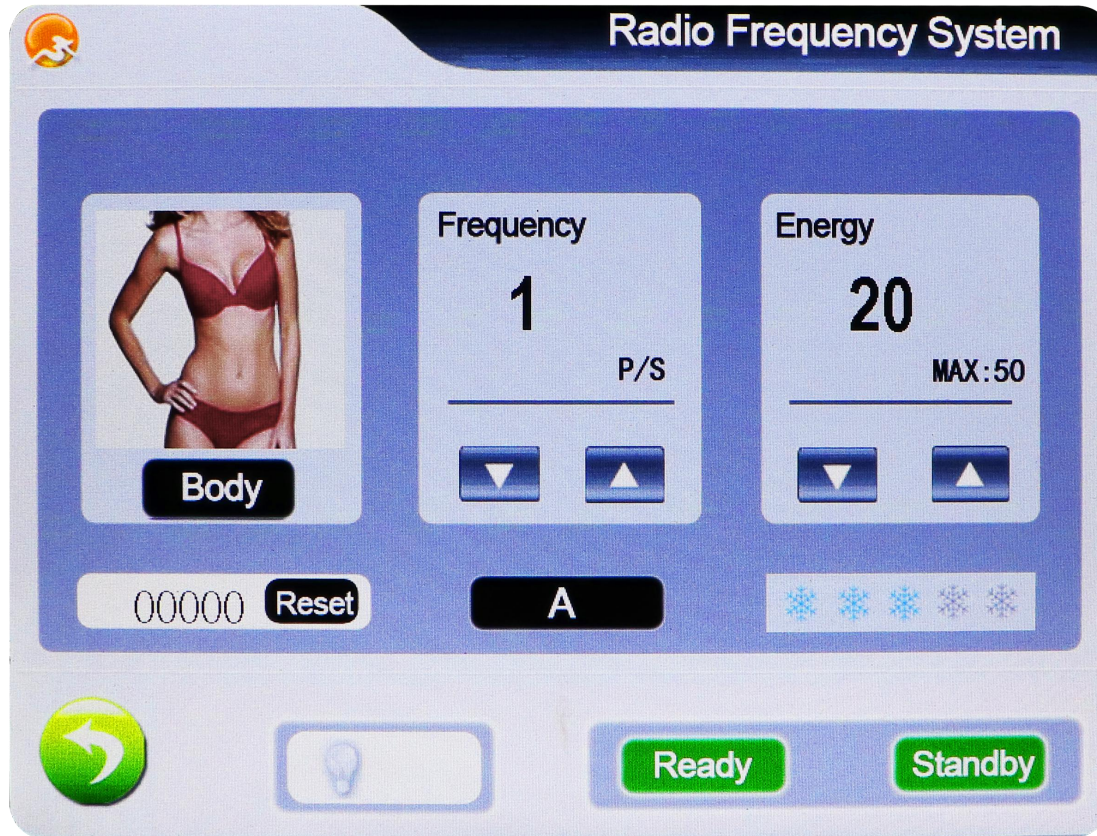 Radio Frequency System
Frequency
1
P/S
Energy
20
MAX:50
Body
00000
Reset
A
Ready
Standby